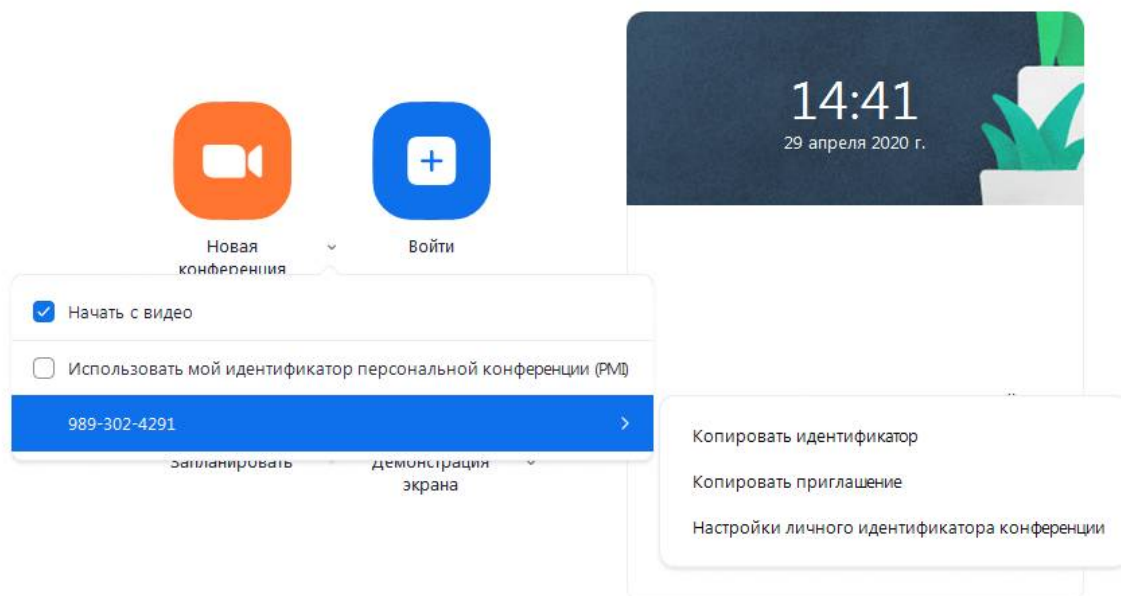 14:41
29 апреля 2020 г.
Новая
конференция
Войти
Начать с видео
Использовать мой идентификатор персональной конференции (PMI)
989-302-4291
Копировать идентификатор
Копировать приглашение
Настройки личного идентификатора конференции
Запланировать
Демонстрация
экрана